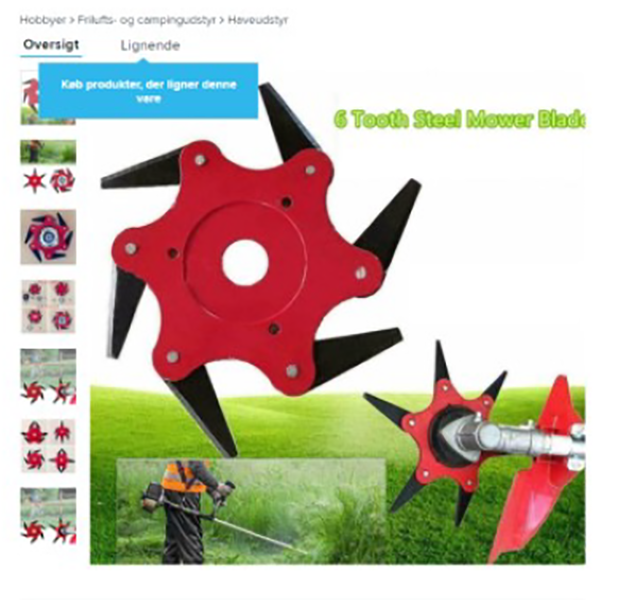 Hobbyer > Frilufts- og campingudstyr > Haveudstyr
Oversigt Lignende
Køb produkter, der ligner denne
vare
6 Tooth Steel Mower Blade